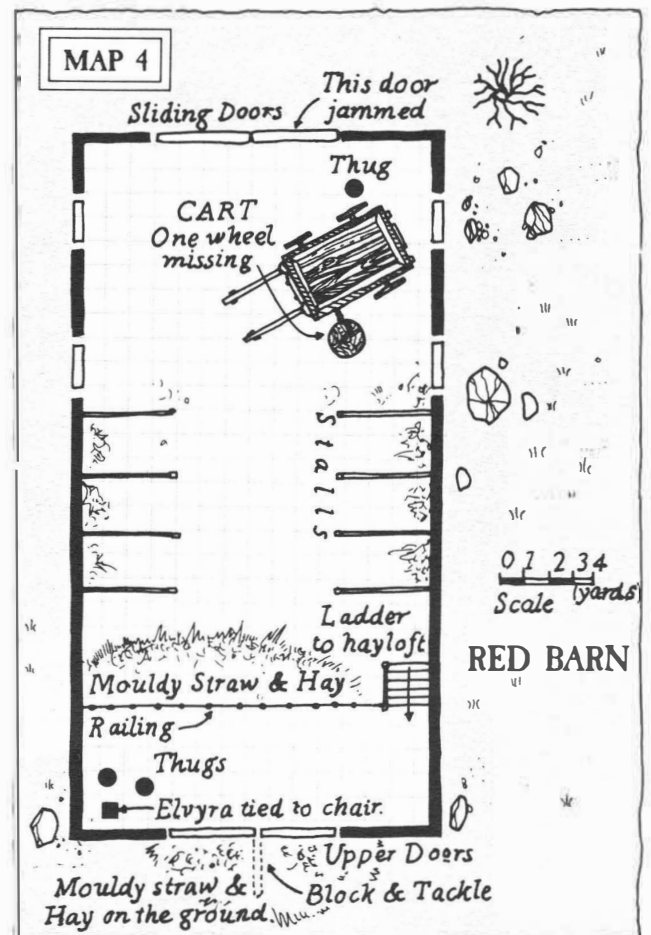 MAP 4
This door
jammed
Sliding Doors
Thug
CART
One wheel
missing
Stalls
0 1 2 3 4
Scale (yards)
Ladder
to hayloft
RED BARN
Mouldy Straw & Hay
Railing
Thugs
Elvyra tied to chair.
Upper Doors
Block & Tackle
Mouldy straw &
Hay on the ground.